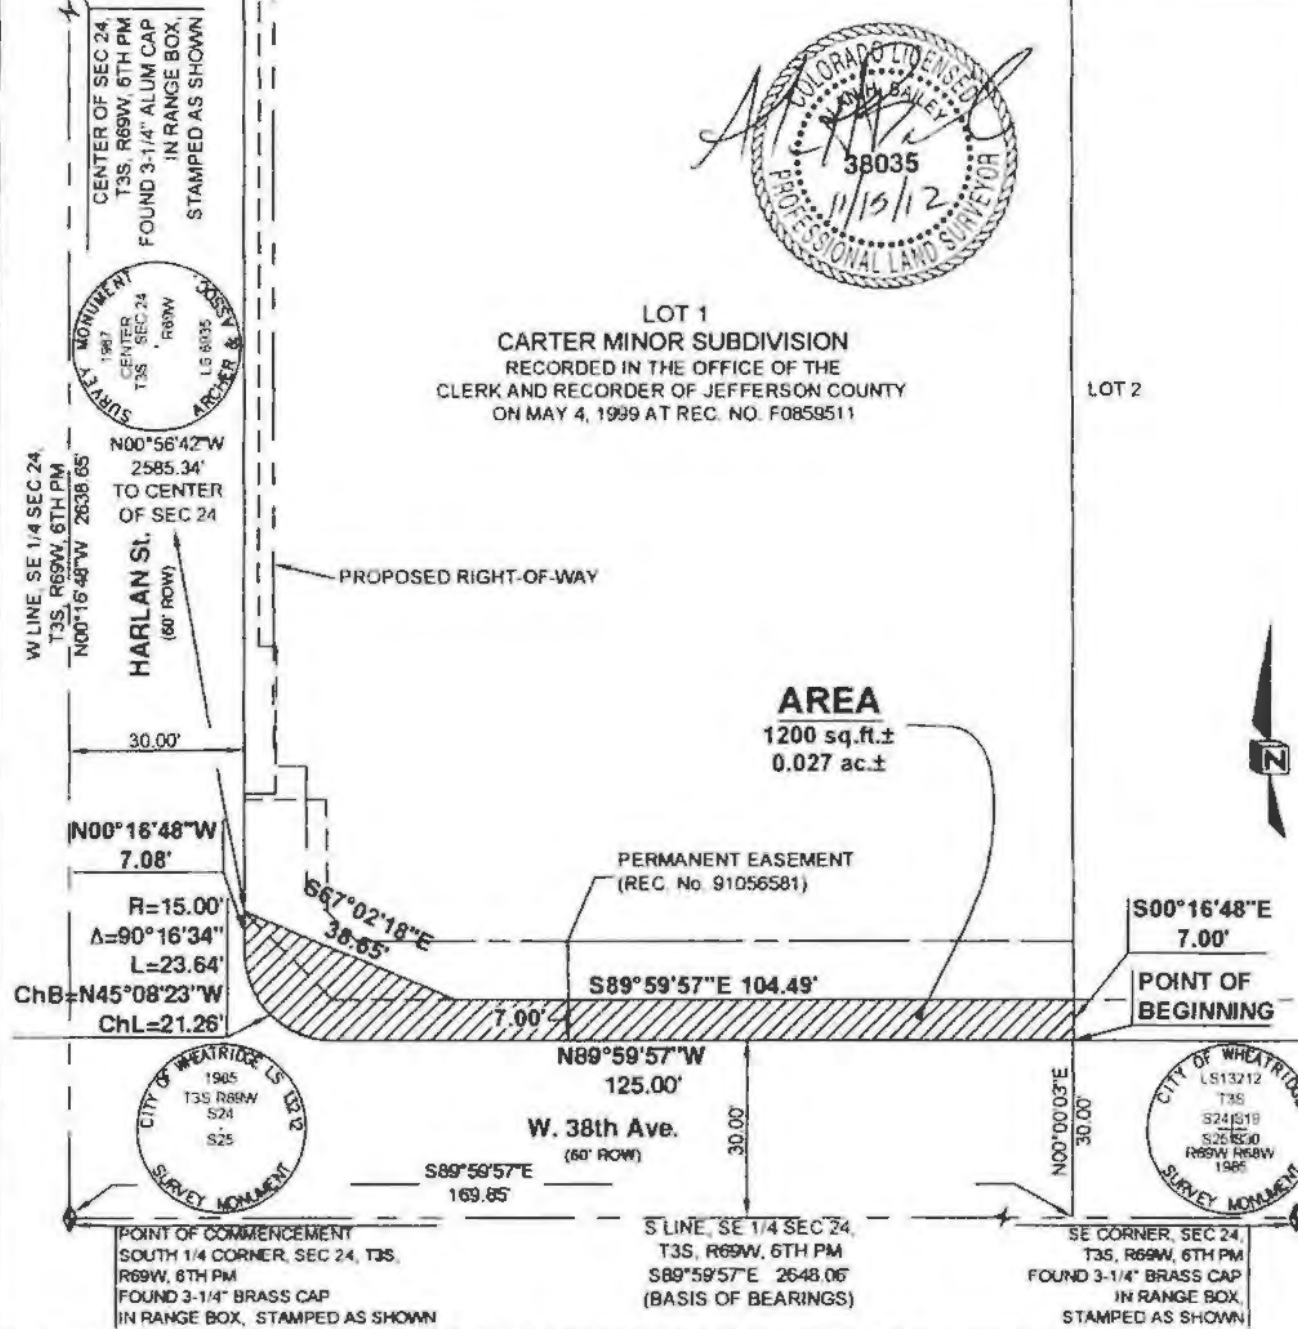 CENTER OF SEC 24,
T3S, R69W, 6TH PM
FOUND 3-1/4" ALUM CAP
IN RANGE BOX,
STAMPED AS SHOWN
COLORADO LICENSED
ALAN H. BAILEY
38035
11/15/12
PROFESSIONAL LAND SURVEYOR
SURVEY MONUMENT
1987
CENTER
T3S SEC 24
R69W
LS 6935
ARCHER & ASSOC.
LOT 1
CARTER MINOR SUBDIVISION
RECORDED IN THE OFFICE OF THE
CLERK AND RECORDER OF JEFFERSON COUNTY
ON MAY 4, 1999 AT REC. NO. F0859511
LOT 2
N00°56'42"W
2585.34'
TO CENTER
OF SEC 24
W LINE, SE 1/4 SEC 24,
T3S, R69W, 6TH PM
N00°16'48"W 2638.65'
HARLAN St.
(60' ROW)
PROPOSED RIGHT-OF-WAY
30.00'
AREA
1200 sq.ft.±
0.027 ac.±
N
N00°16'48"W
7.08'
PERMANENT EASEMENT
(REC. No. 91056581)
S67°02'18"E
38.65'
R=15.00'
Δ=90°16'34"
L=23.64'
ChB=N45°08'23"W
ChL=21.26'
S00°16'48"E
7.00'
POINT OF
BEGINNING
S89°59'57"E 104.49'
7.00'
N89°59'57"W
125.00'
W. 38th Ave.
(60' ROW)
30.00'
N00°00'03"E
30.00'
CITY OF WHEATRIDGE LS 13212
1985
T3S R69W
S24
S25
SURVEY MONUMENT
CITY OF WHEATRIDGE
LS13212
T3S
S24 S19
S25 S30
R69W R68W
1985
SURVEY MONUMENT
S89°59'57"E
169.85'
POINT OF COMMENCEMENT
SOUTH 1/4 CORNER, SEC 24, T3S,
R69W, 6TH PM
FOUND 3-1/4" BRASS CAP
IN RANGE BOX, STAMPED AS SHOWN
S LINE, SE 1/4 SEC 24,
T3S, R69W, 6TH PM
S89°59'57"E 2648.06'
(BASIS OF BEARINGS)
SE CORNER, SEC 24,
T3S, R69W, 6TH PM
FOUND 3-1/4" BRASS CAP
IN RANGE BOX,
STAMPED AS SHOWN